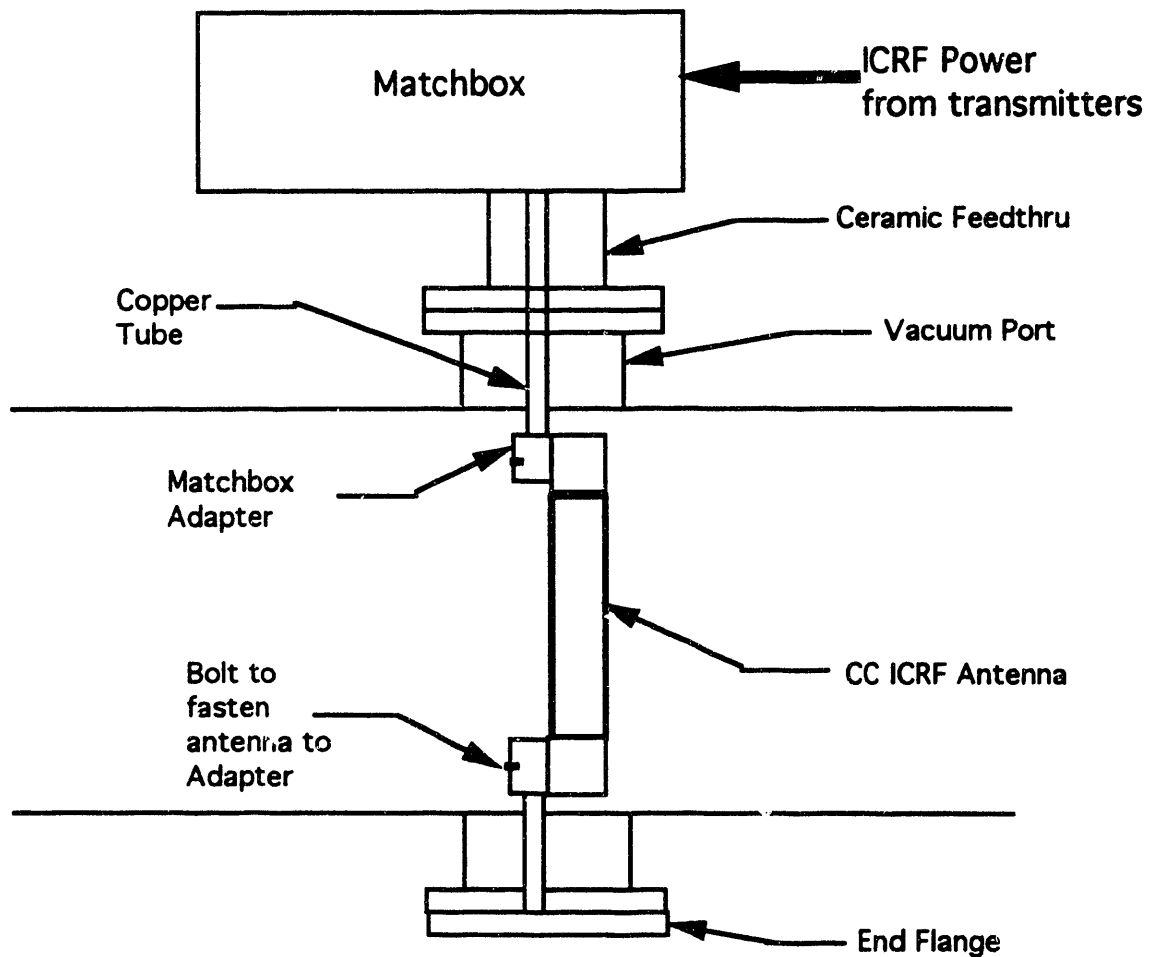 Matchbox
ICRF Power
from transmitters
Ceramic Feedthru
Copper
Tube
Vacuum Port
Matchbox
Adapter
CC ICRF Antenna
Bolt to
fasten
antenna to
Adapter
End Flange